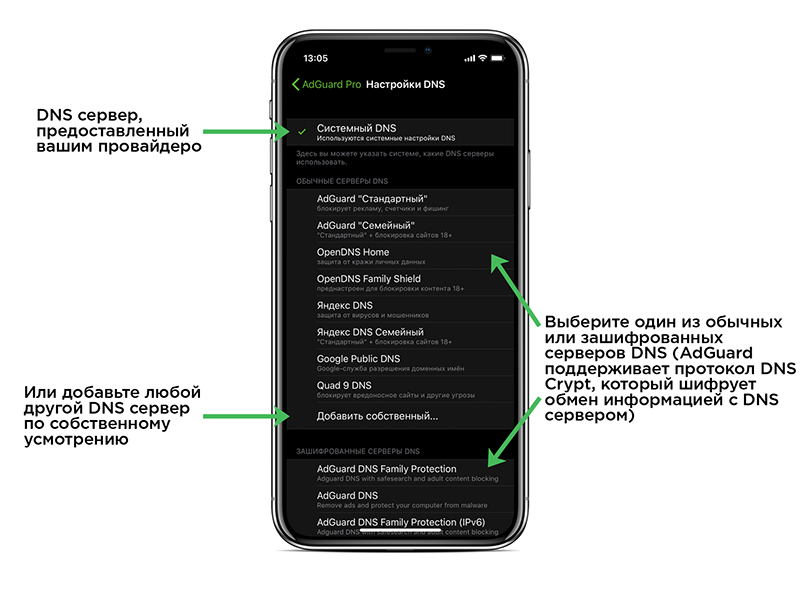 DNS сервер,
предоставленный
вашим провайдеро
Или добавьте любой
другой DNS сервер
по собственному
усмотрению
13:05
AdGuard Pro Настройки DNS
Системный DNS
Используются системные настройки DNS
Здесь вы можете указать системе, какие DNS серверы
использовать.
ОБЫЧНЫЕ СЕРВЕРЫ DNS
AdGuard "Стандартный"
блокирует рекламу, счетчики и фишинг
AdGuard "Семейный"
"Стандартный" + блокировка сайтов 18+
OpenDNS Home
защита от кражи личных данных
OpenDNS Family Shield
преднастроен для блокировки контента 18+
Яндекс DNS
защита от вирусов и мошенников
Яндекс DNS Семейный
"Стандартный" + блокировка сайтов 18+
Google Public DNS
Google-служба разрешения доменных имён
Quad 9 DNS
блокирует вредоносное сайты и другие угрозы
Добавить собственный...
ЗАШИФРОВАННЫЕ СЕРВЕРЫ DNS
AdGuard DNS Family Protection
Adguard DNS with safesearch and adult content blocking
AdGuard DNS
Remove ads and protect your computer from malware
AdGuard DNS Family Protection (IPv6)
Adguard DNS with safesearch and adult content blocking
Выберите один из обычных
или зашифрованных
серверов DNS (AdGuard
поддерживает протокол DNS
Crypt, который шифрует
обмен информацией с DNS
сервером)